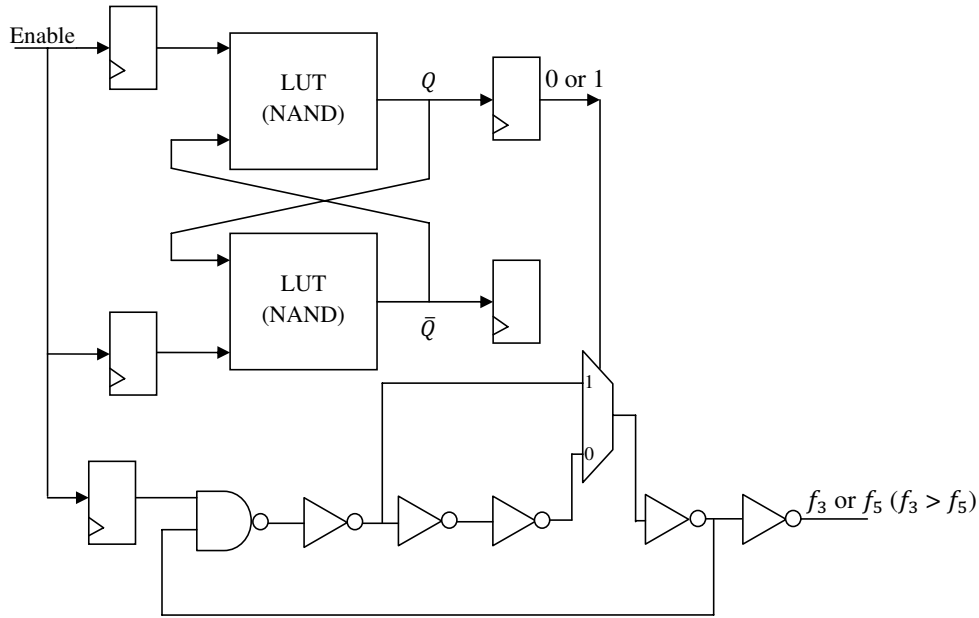 Enable
LUT
(NAND)
Q
0 or 1
LUT
(NAND)
Q̄
1
0
f₃ or f₅ (f₃ > f₅)